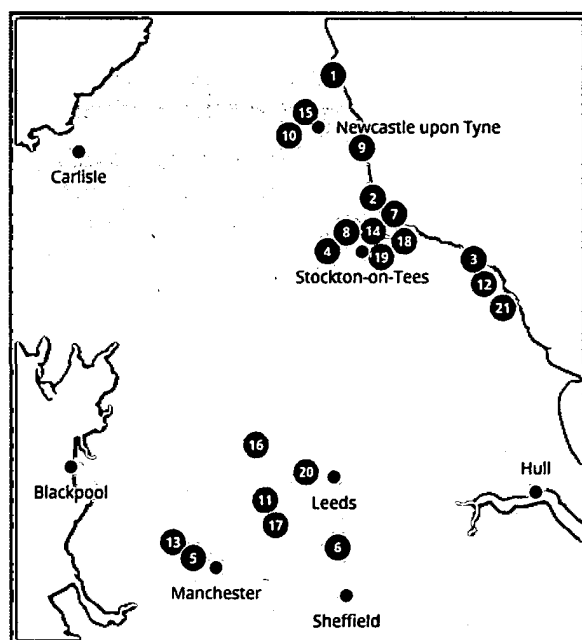 1
15
10
Newcastle upon Tyne
9
Carlisle
2
7
8
14
18
4
19
3
Stockton-on-Tees
12
21
16
20
Blackpool
Leeds
Hull
11
17
13
5
6
Manchester
Sheffield